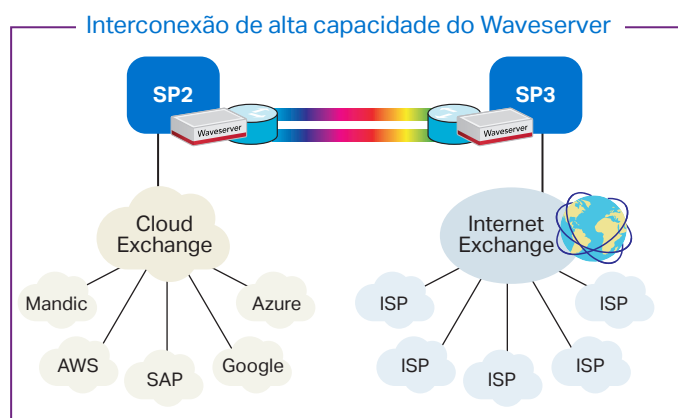 Interconexão de alta capacidade do Waveserver
SP2
SP3
Waveserver
Waveserver
Cloud
Exchange
Internet
Exchange
Mandic
Azure
AWS
SAP
Google
ISP
ISP
ISP
ISP
ISP